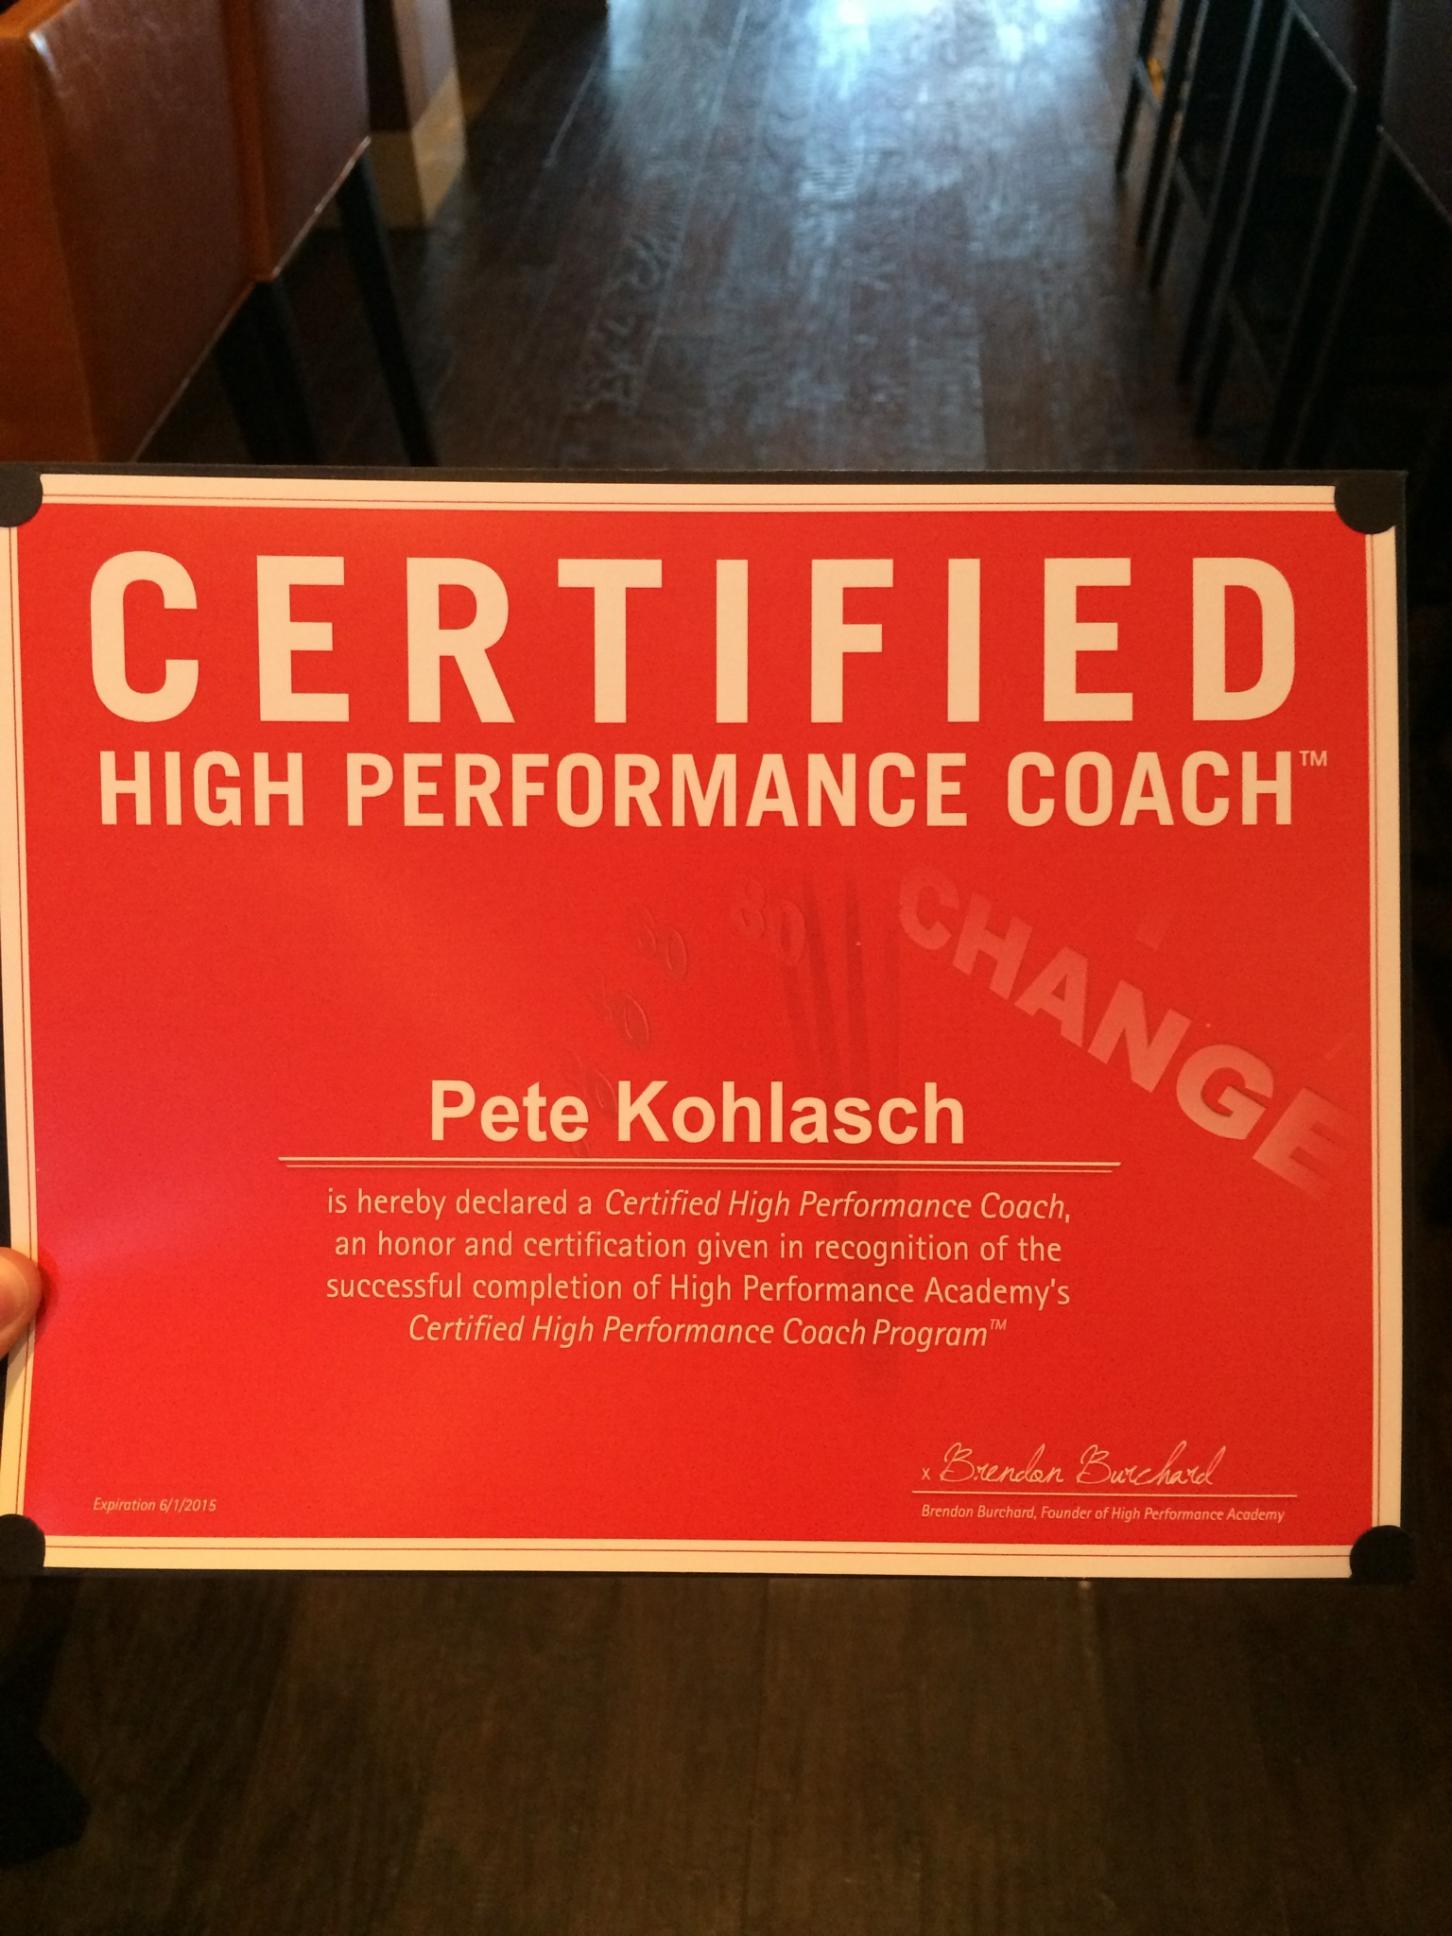 CERTIFIED
HIGH PERFORMANCE COACH™
CHANGE
Pete Kohlasch
is hereby declared a Certified High Performance Coach,
an honor and certification given in recognition of the
successful completion of High Performance Academy's
Certified High Performance Coach Program™
x Brendon Burchard
Expiration 6/1/2015
Brendon Burchard, Founder of High Performance Academy